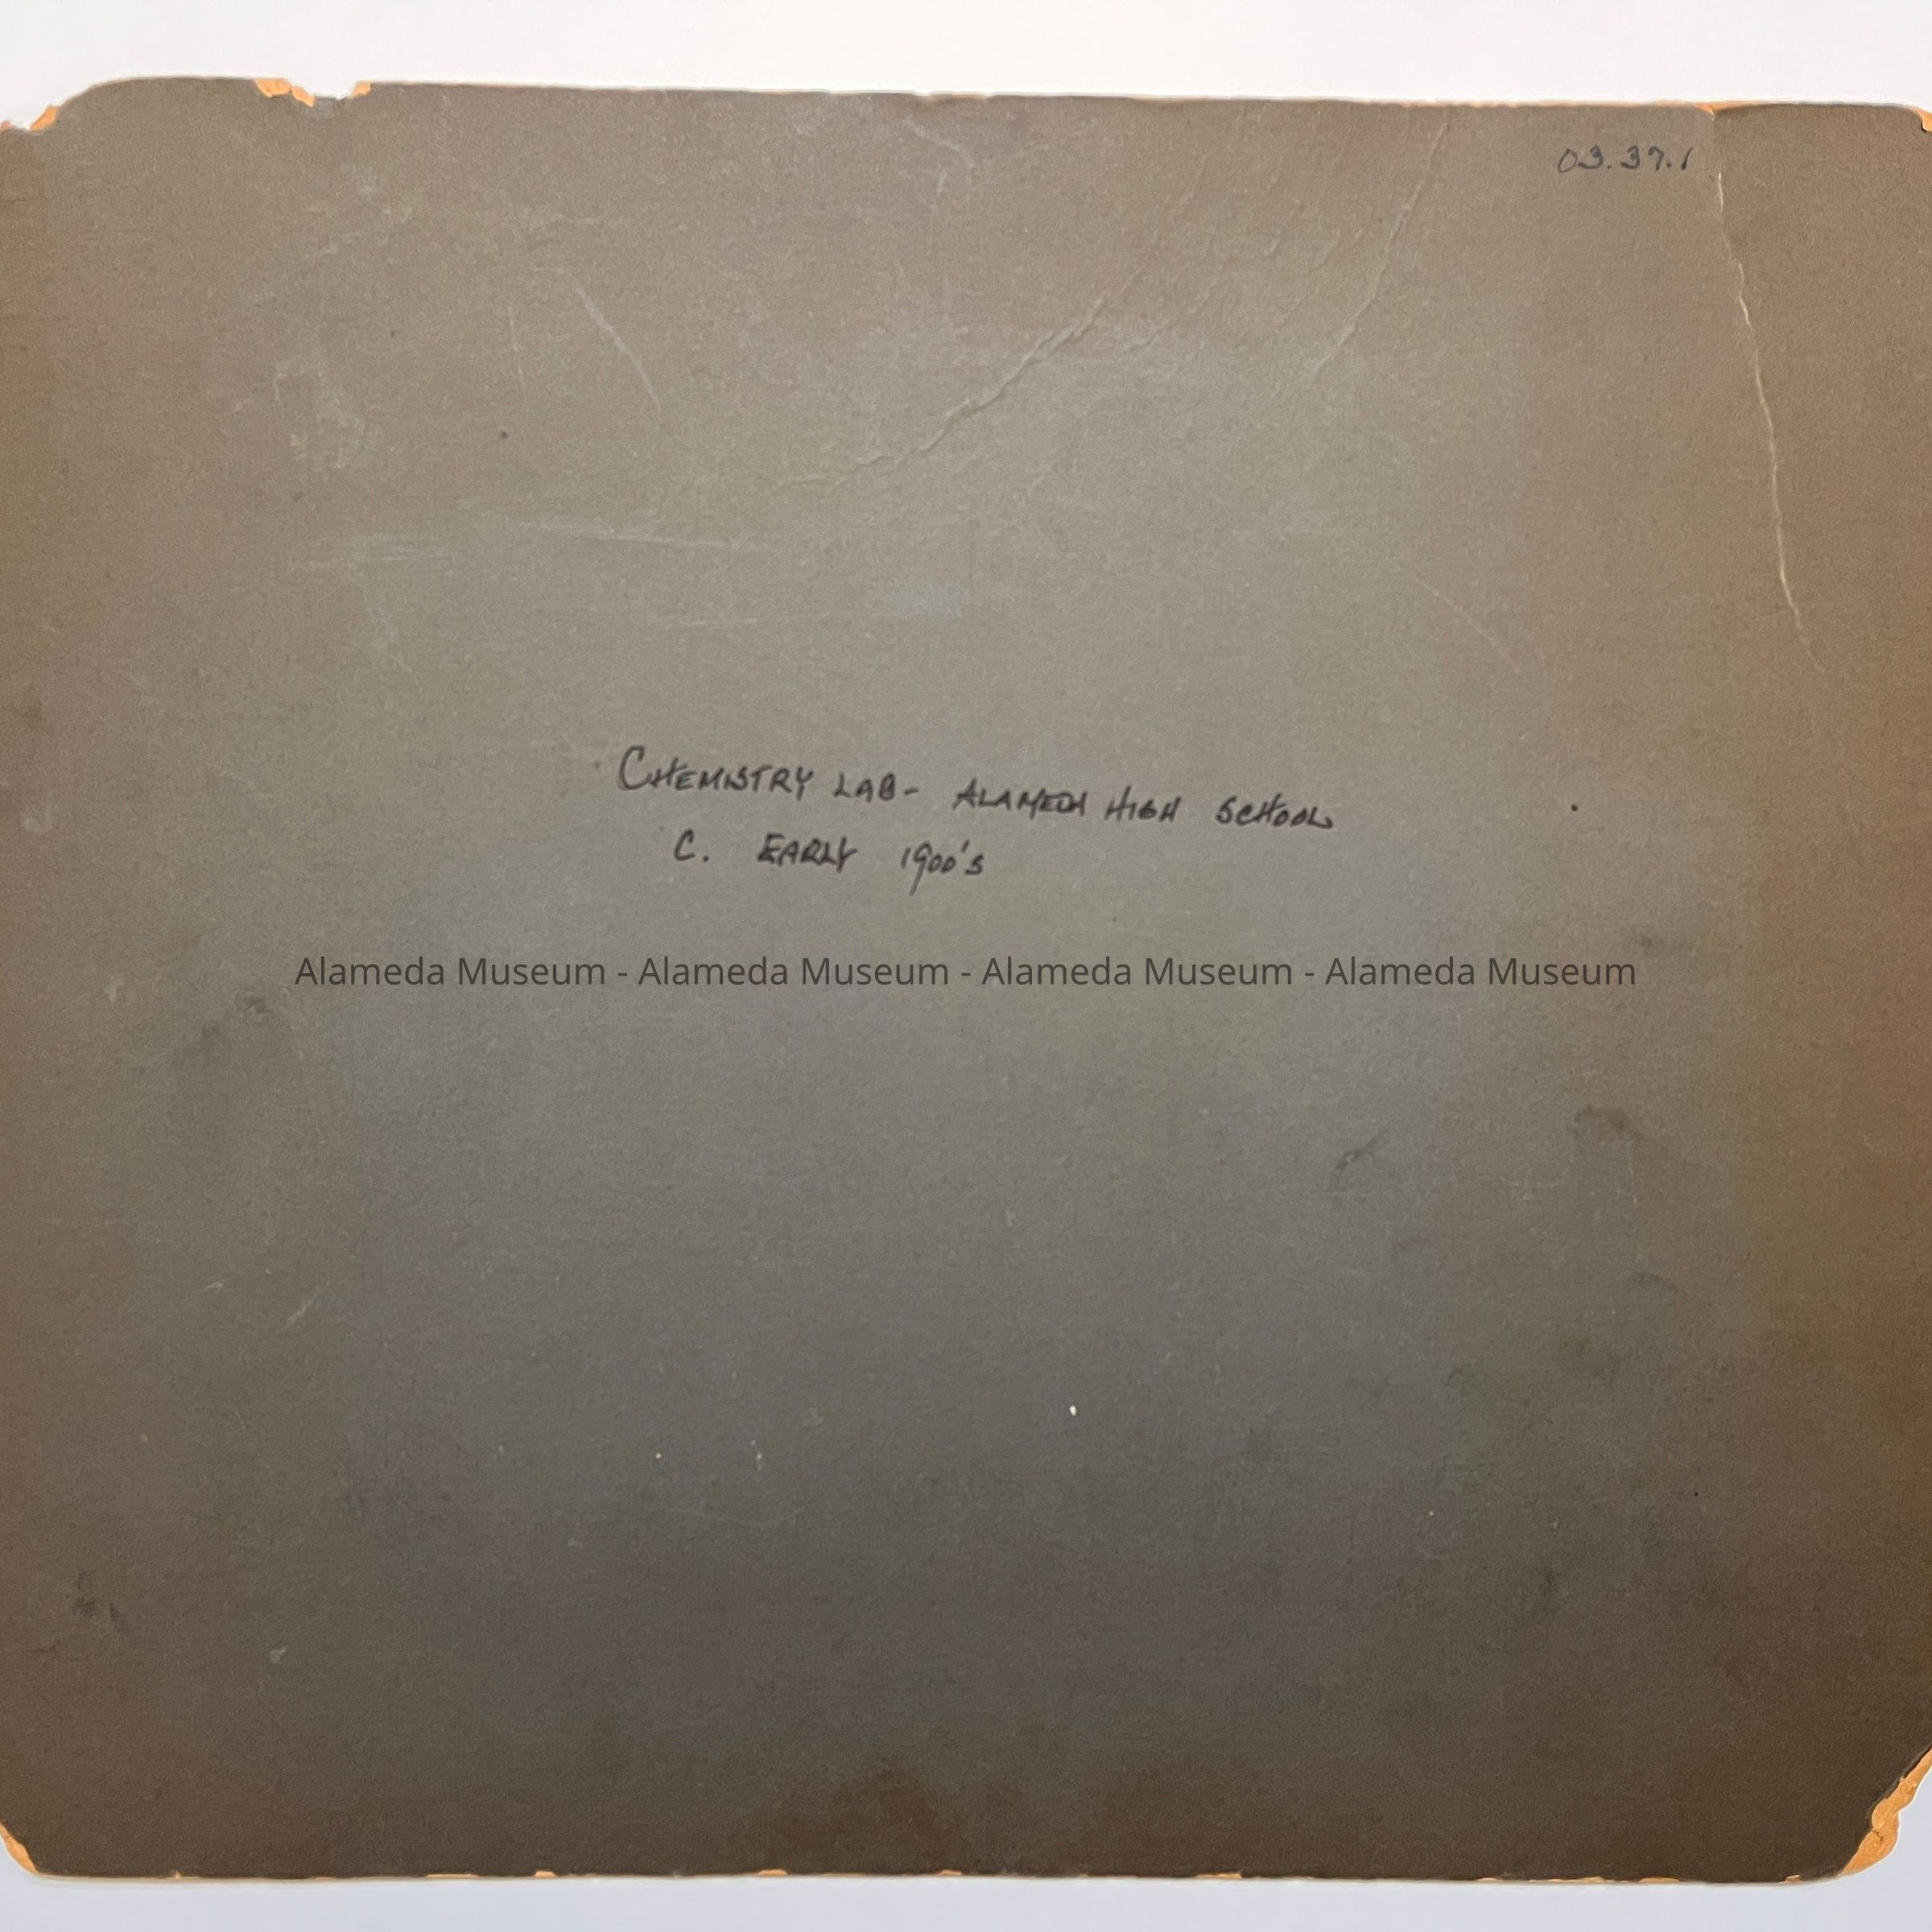 03.37.1
Chemistry Lab - Alameda High School
C. Early 1900's
Alameda Museum - Alameda Museum - Alameda Museum - Alameda Museum